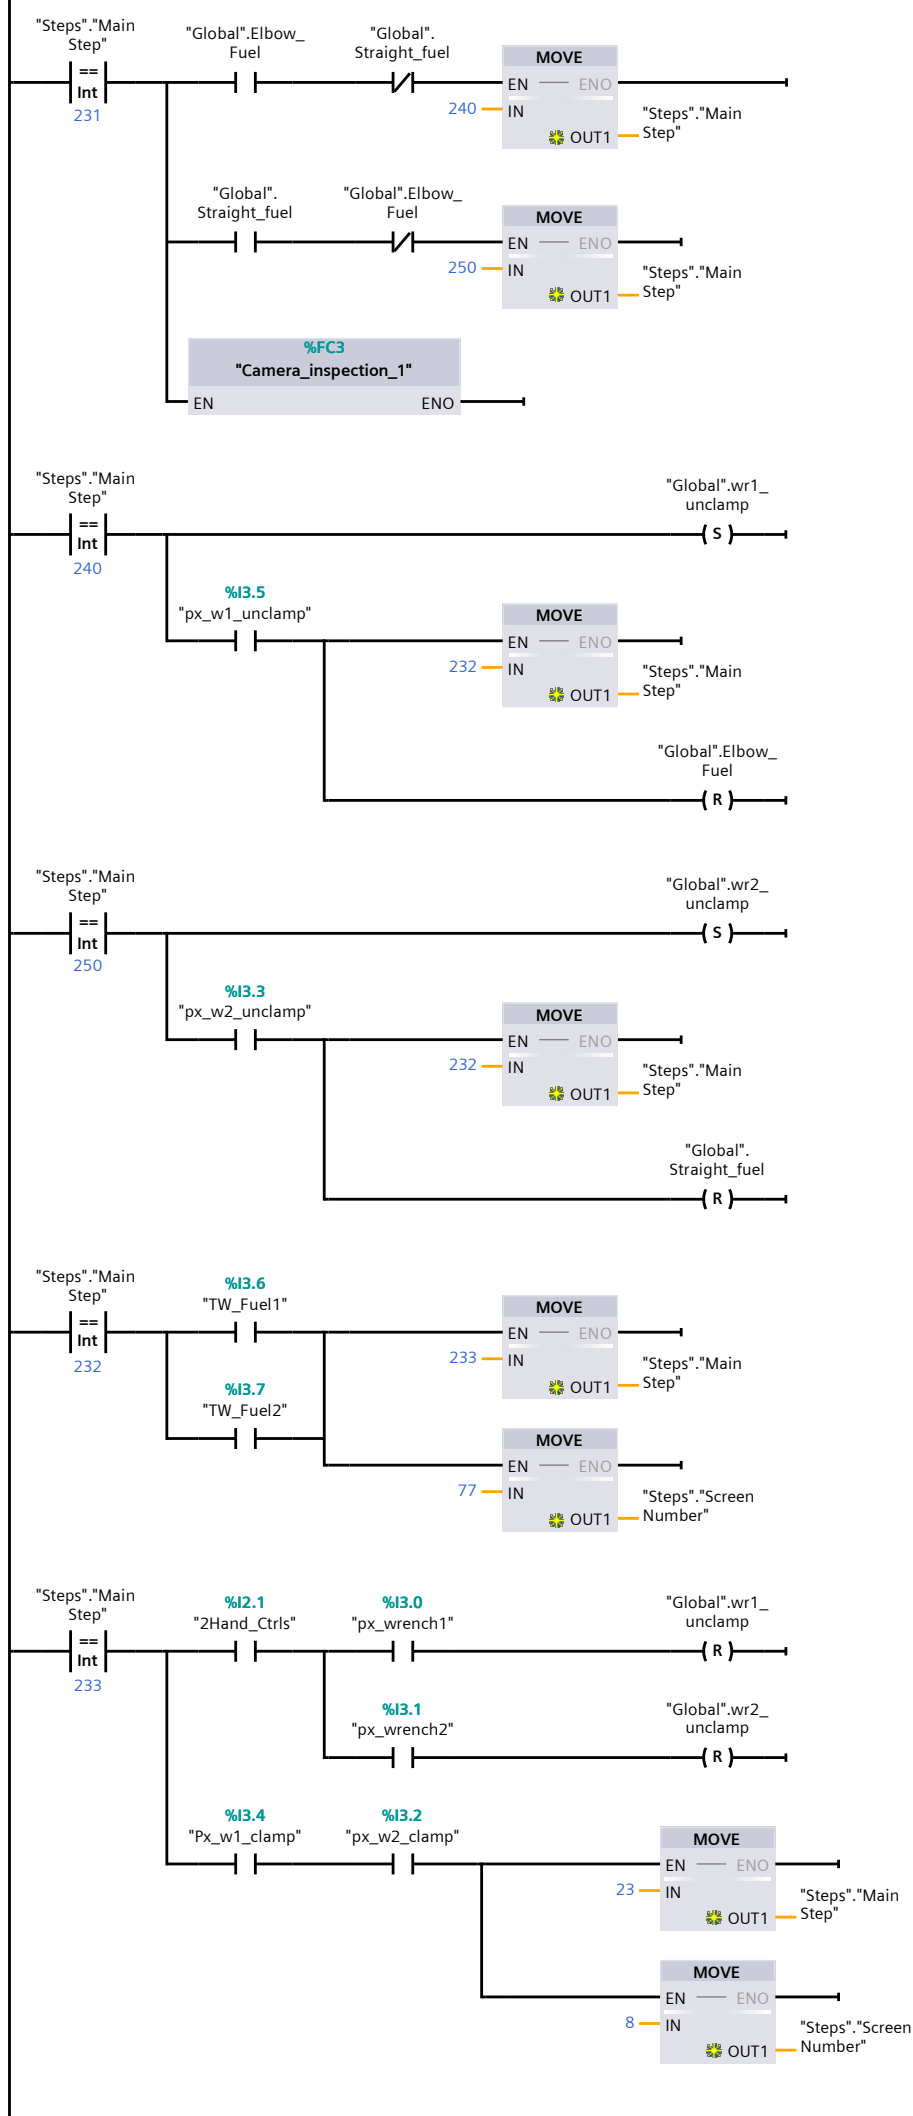 "Steps"."Main
Step"
==
Int
231
"Global".Elbow_
Fuel
"Global".
Straight_fuel
MOVE
EN
ENO
240
IN
OUT1
"Steps"."Main
Step"
"Global".
Straight_fuel
"Global".Elbow_
Fuel
MOVE
EN
ENO
250
IN
OUT1
"Steps"."Main
Step"
%FC3
"Camera_inspection_1"
EN
ENO
"Steps"."Main
Step"
==
Int
240
"Global".wr1_
unclamp
S
%I3.5
"px_w1_unclamp"
MOVE
EN
ENO
232
IN
OUT1
"Steps"."Main
Step"
"Global".Elbow_
Fuel
R
"Steps"."Main
Step"
==
Int
250
"Global".wr2_
unclamp
S
%I3.3
"px_w2_unclamp"
MOVE
EN
ENO
232
IN
OUT1
"Steps"."Main
Step"
"Global".
Straight_fuel
R
"Steps"."Main
Step"
==
Int
232
%I3.6
"TW_Fuel1"
MOVE
EN
ENO
233
IN
OUT1
"Steps"."Main
Step"
%I3.7
"TW_Fuel2"
MOVE
EN
ENO
77
IN
OUT1
"Steps"."Screen
Number"
"Steps"."Main
Step"
==
Int
233
%I2.1
"2Hand_Ctrls"
%I3.0
"px_wrench1"
"Global".wr1_
unclamp
R
%I3.1
"px_wrench2"
"Global".wr2_
unclamp
R
%I3.4
"Px_w1_clamp"
%I3.2
"px_w2_clamp"
MOVE
EN
ENO
23
IN
OUT1
"Steps"."Main
Step"
MOVE
EN
ENO
8
IN
OUT1
"Steps"."Screen
Number"